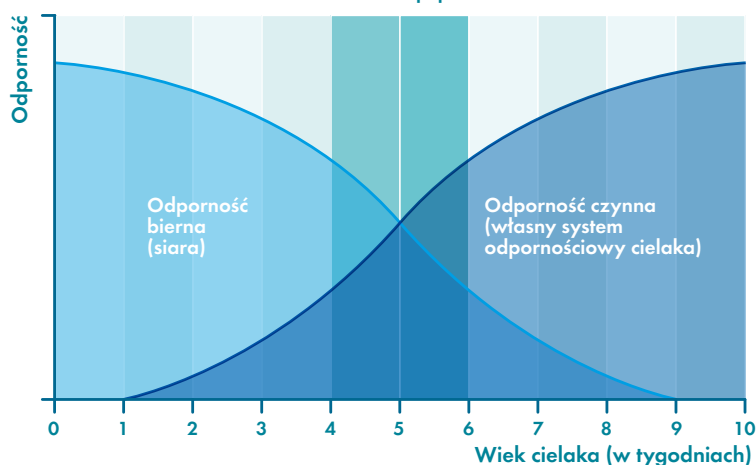 Odporność
Odporność
bierna
(siara)
Odporność czynna
(własny system
odpornościowy cielaka)
0 1 2 3 4 5 6 7 8 9 10
Wiek cielaka (w tygodniach)